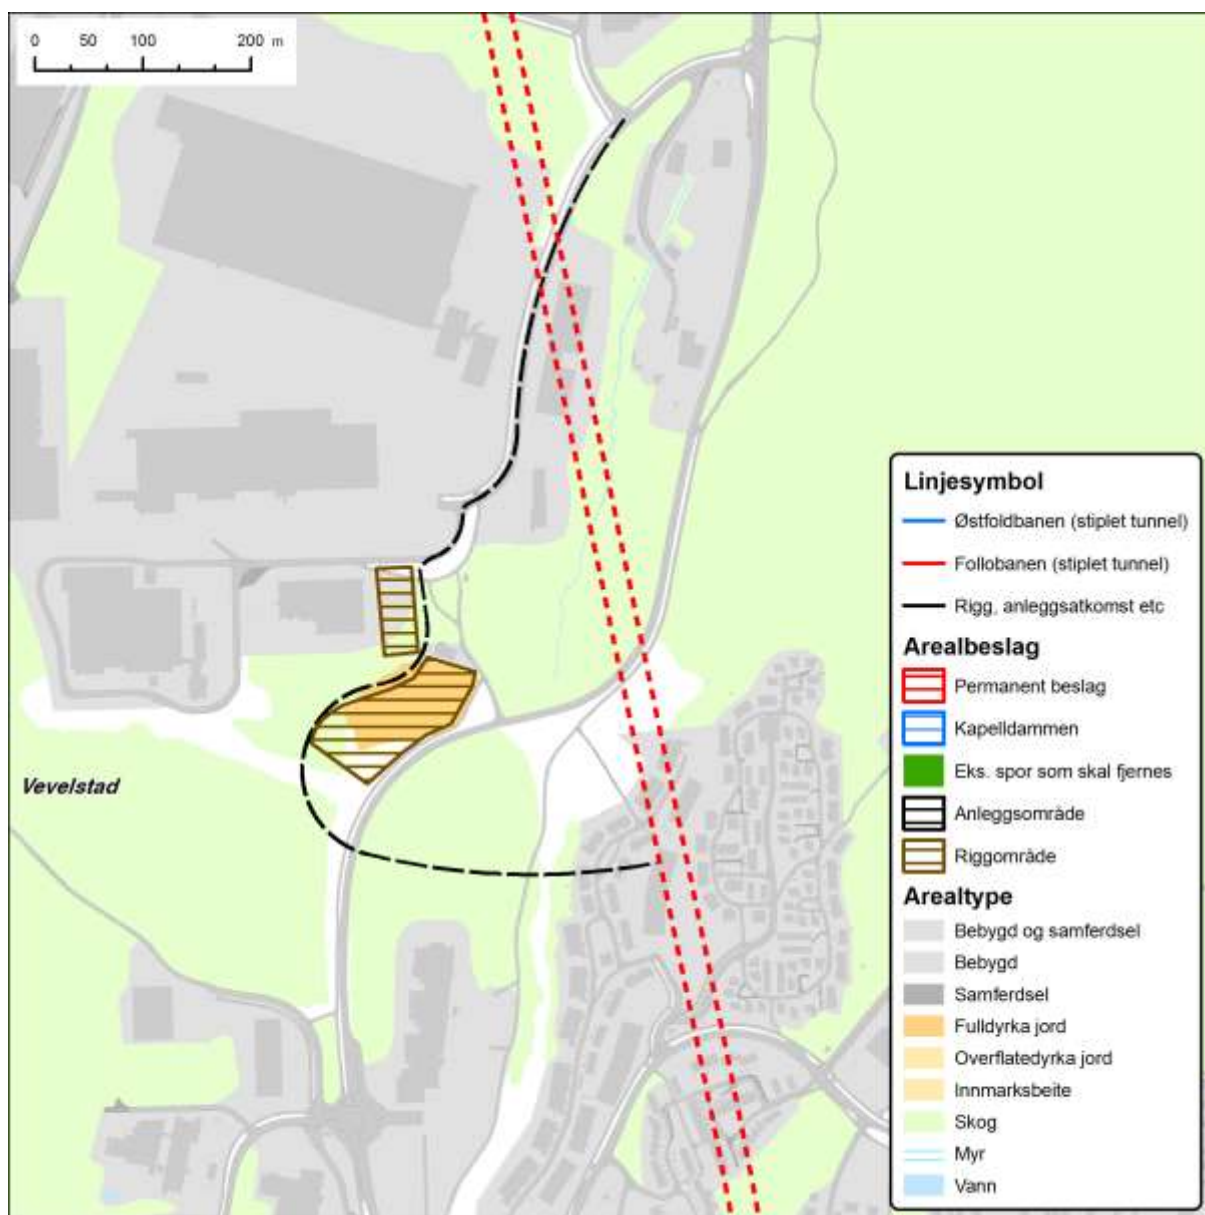 0 50 100 200 m
Vevelstad
Linjesymbol
Østfoldbanen (stiplet tunnel)
Follobanen (stiplet tunnel)
Rigg, anleggsatkomst etc
Arealbeslag
Permanent beslag
Kapelldammen
Eks. spor som skal fjernes
Anleggsområde
Riggområde
Arealtype
Bebygd og samferdsel
Bebygd
Samferdsel
Fulldyrka jord
Overflatedyrka jord
Innmarksbeite
Skog
Myr
Vann